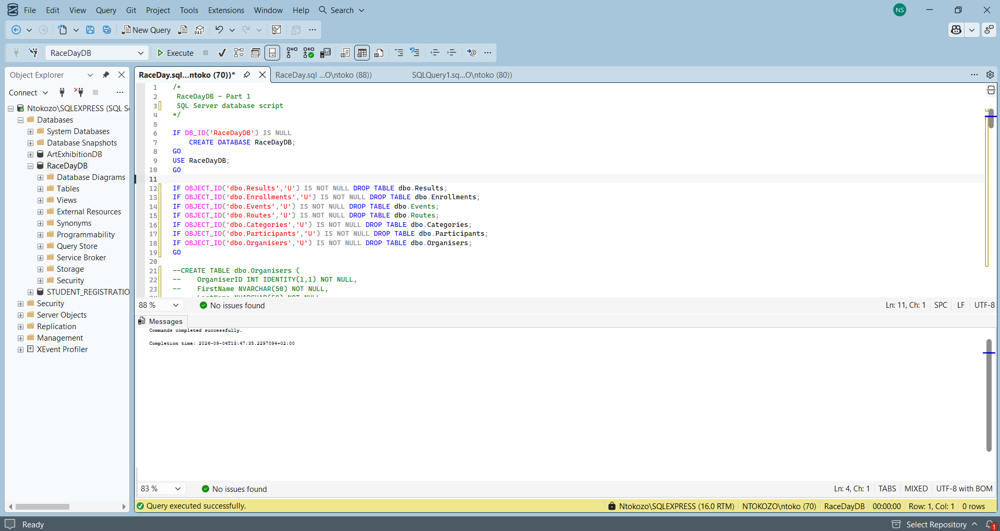 File Edit View Query Git Project Tools Extensions Window Help Search NS
New Query DAX
RaceDayDB Execute
Object Explorer
Connect
Ntokozo\SQLEXPRESS (SQL S
Databases
System Databases
Database Snapshots
ArtExhibitionDB
RaceDayDB
Database Diagrams
Tables
Views
External Resources
Synonyms
Programmability
Query Store
Service Broker
Storage
Security
STUDENT_REGISTRATIO
Security
Server Objects
Replication
Management
XEvent Profiler
RaceDay.sql...ntoko (70))* RaceDay.sql ...O\ntoko (88)) SQLQuery1.sq...O\ntoko (80))
1 /*
2 RaceDayDB - Part 1
3 SQL Server database script
4 */
5
6 IF DB_ID('RaceDayDB') IS NULL
7 CREATE DATABASE RaceDayDB;
8 GO
9 USE RaceDayDB;
10 GO
11
12 IF OBJECT_ID('dbo.Results','U') IS NOT NULL DROP TABLE dbo.Results;
13 IF OBJECT_ID('dbo.Enrollments','U') IS NOT NULL DROP TABLE dbo.Enrollments;
14 IF OBJECT_ID('dbo.Events','U') IS NOT NULL DROP TABLE dbo.Events;
15 IF OBJECT_ID('dbo.Routes','U') IS NOT NULL DROP TABLE dbo.Routes;
16 IF OBJECT_ID('dbo.Categories','U') IS NOT NULL DROP TABLE dbo.Categories;
17 IF OBJECT_ID('dbo.Participants','U') IS NOT NULL DROP TABLE dbo.Participants;
18 IF OBJECT_ID('dbo.Organisers','U') IS NOT NULL DROP TABLE dbo.Organisers;
19 GO
20
21 --CREATE TABLE dbo.Organisers (
22 -- OrganiserID INT IDENTITY(1,1) NOT NULL,
23 -- FirstName NVARCHAR(50) NOT NULL,
88 % No issues found Ln: 11, Ch: 1 SPC LF UTF-8
Messages
Commands completed successfully.
Completion time: 2026-09-04T13:47:35.2297094+02:00
83 % No issues found Ln: 4, Ch: 1 TABS MIXED UTF-8 with BOM
Query executed successfully. Ntokozo\SQLEXPRESS (16.0 RTM) NTOKOZO\ntoko (70) RaceDayDB 00:00:00 Row: 1, Col: 1 0 rows
Ready Select Repository 1